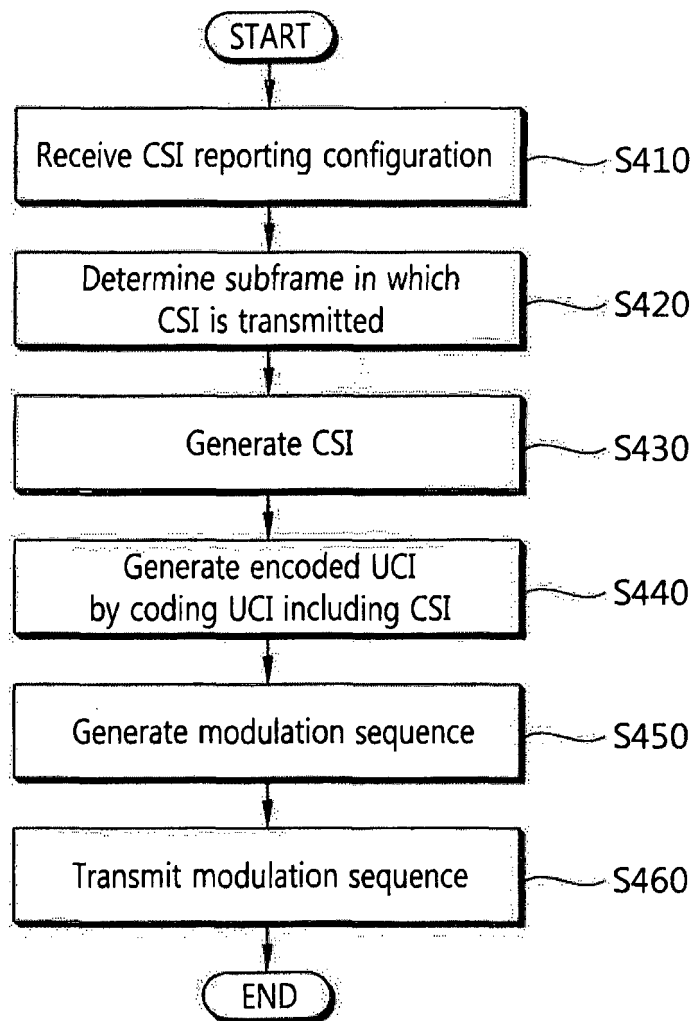 START
Receive CSI reporting configuration
S410
Determine subframe in which
CSI is transmitted
S420
Generate CSI
S430
Generate encoded UCI
by coding UCI including CSI
S440
Generate modulation sequence
S450
Transmit modulation sequence
S460
END